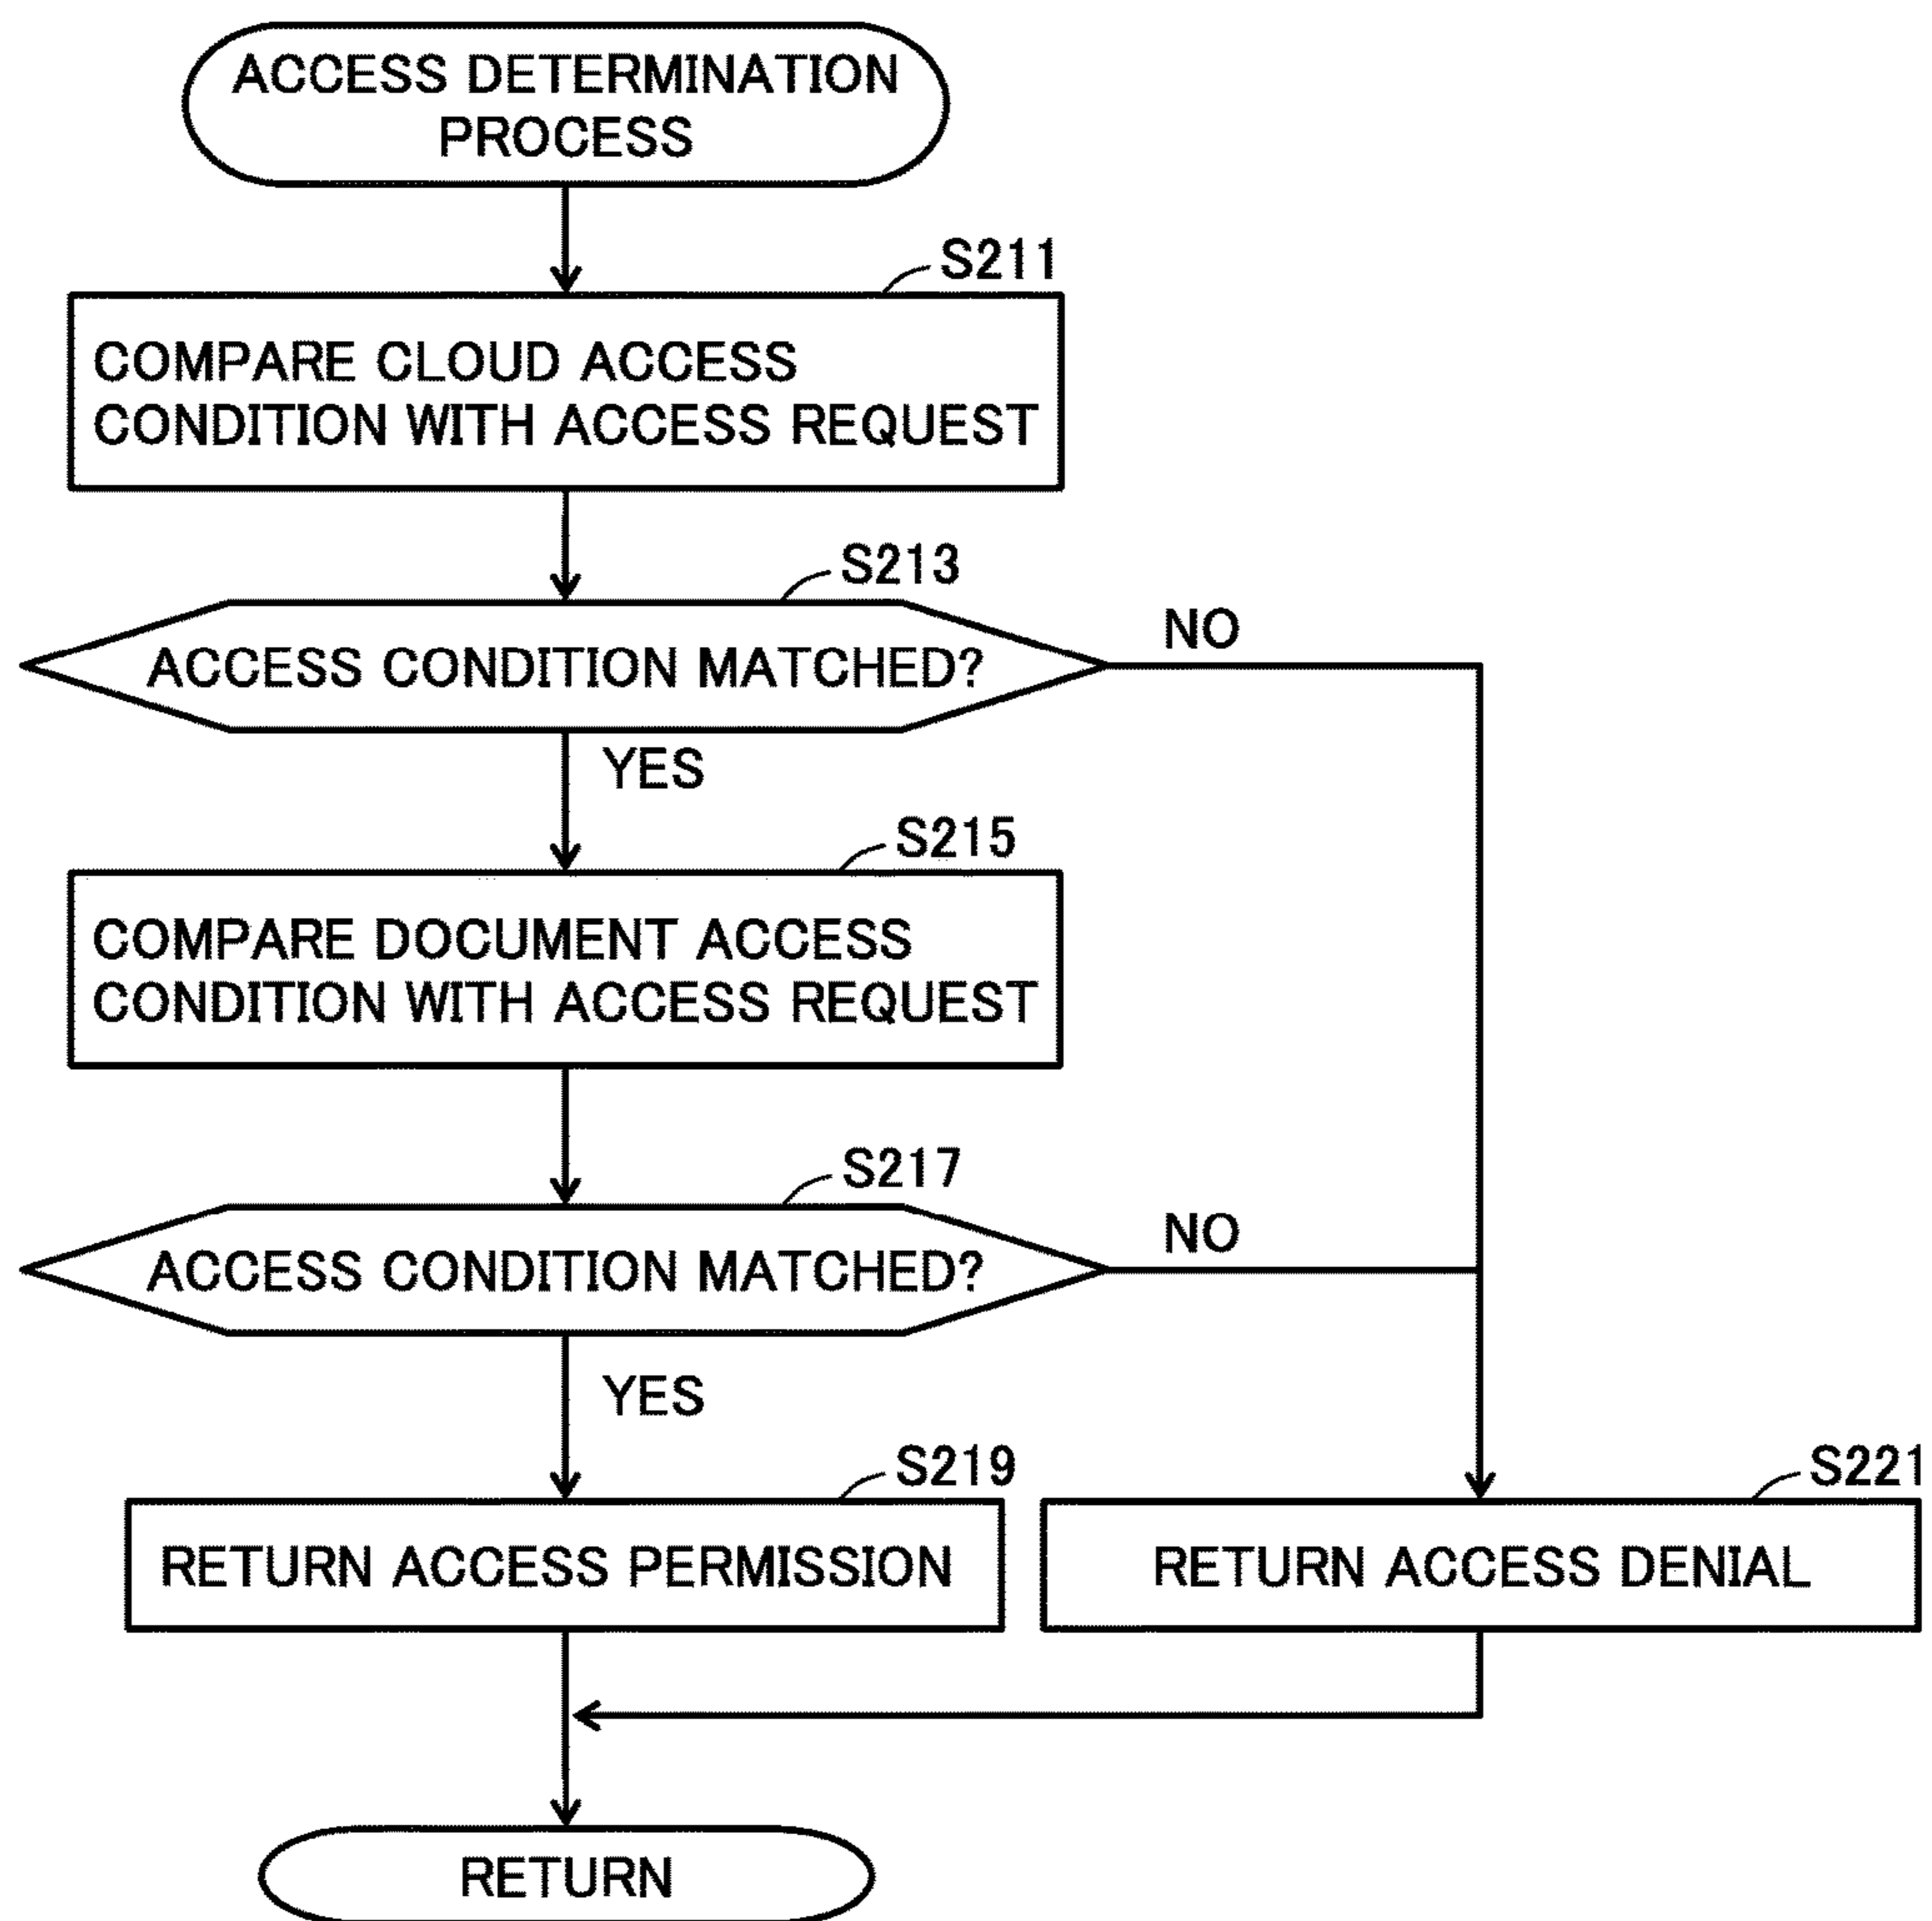 ACCESS DETERMINATION
PROCESS
S211
COMPARE CLOUD ACCESS
CONDITION WITH ACCESS REQUEST
S213
ACCESS CONDITION MATCHED?
NO
YES
S215
COMPARE DOCUMENT ACCESS
CONDITION WITH ACCESS REQUEST
S217
ACCESS CONDITION MATCHED?
NO
YES
S219
RETURN ACCESS PERMISSION
S221
RETURN ACCESS DENIAL
RETURN